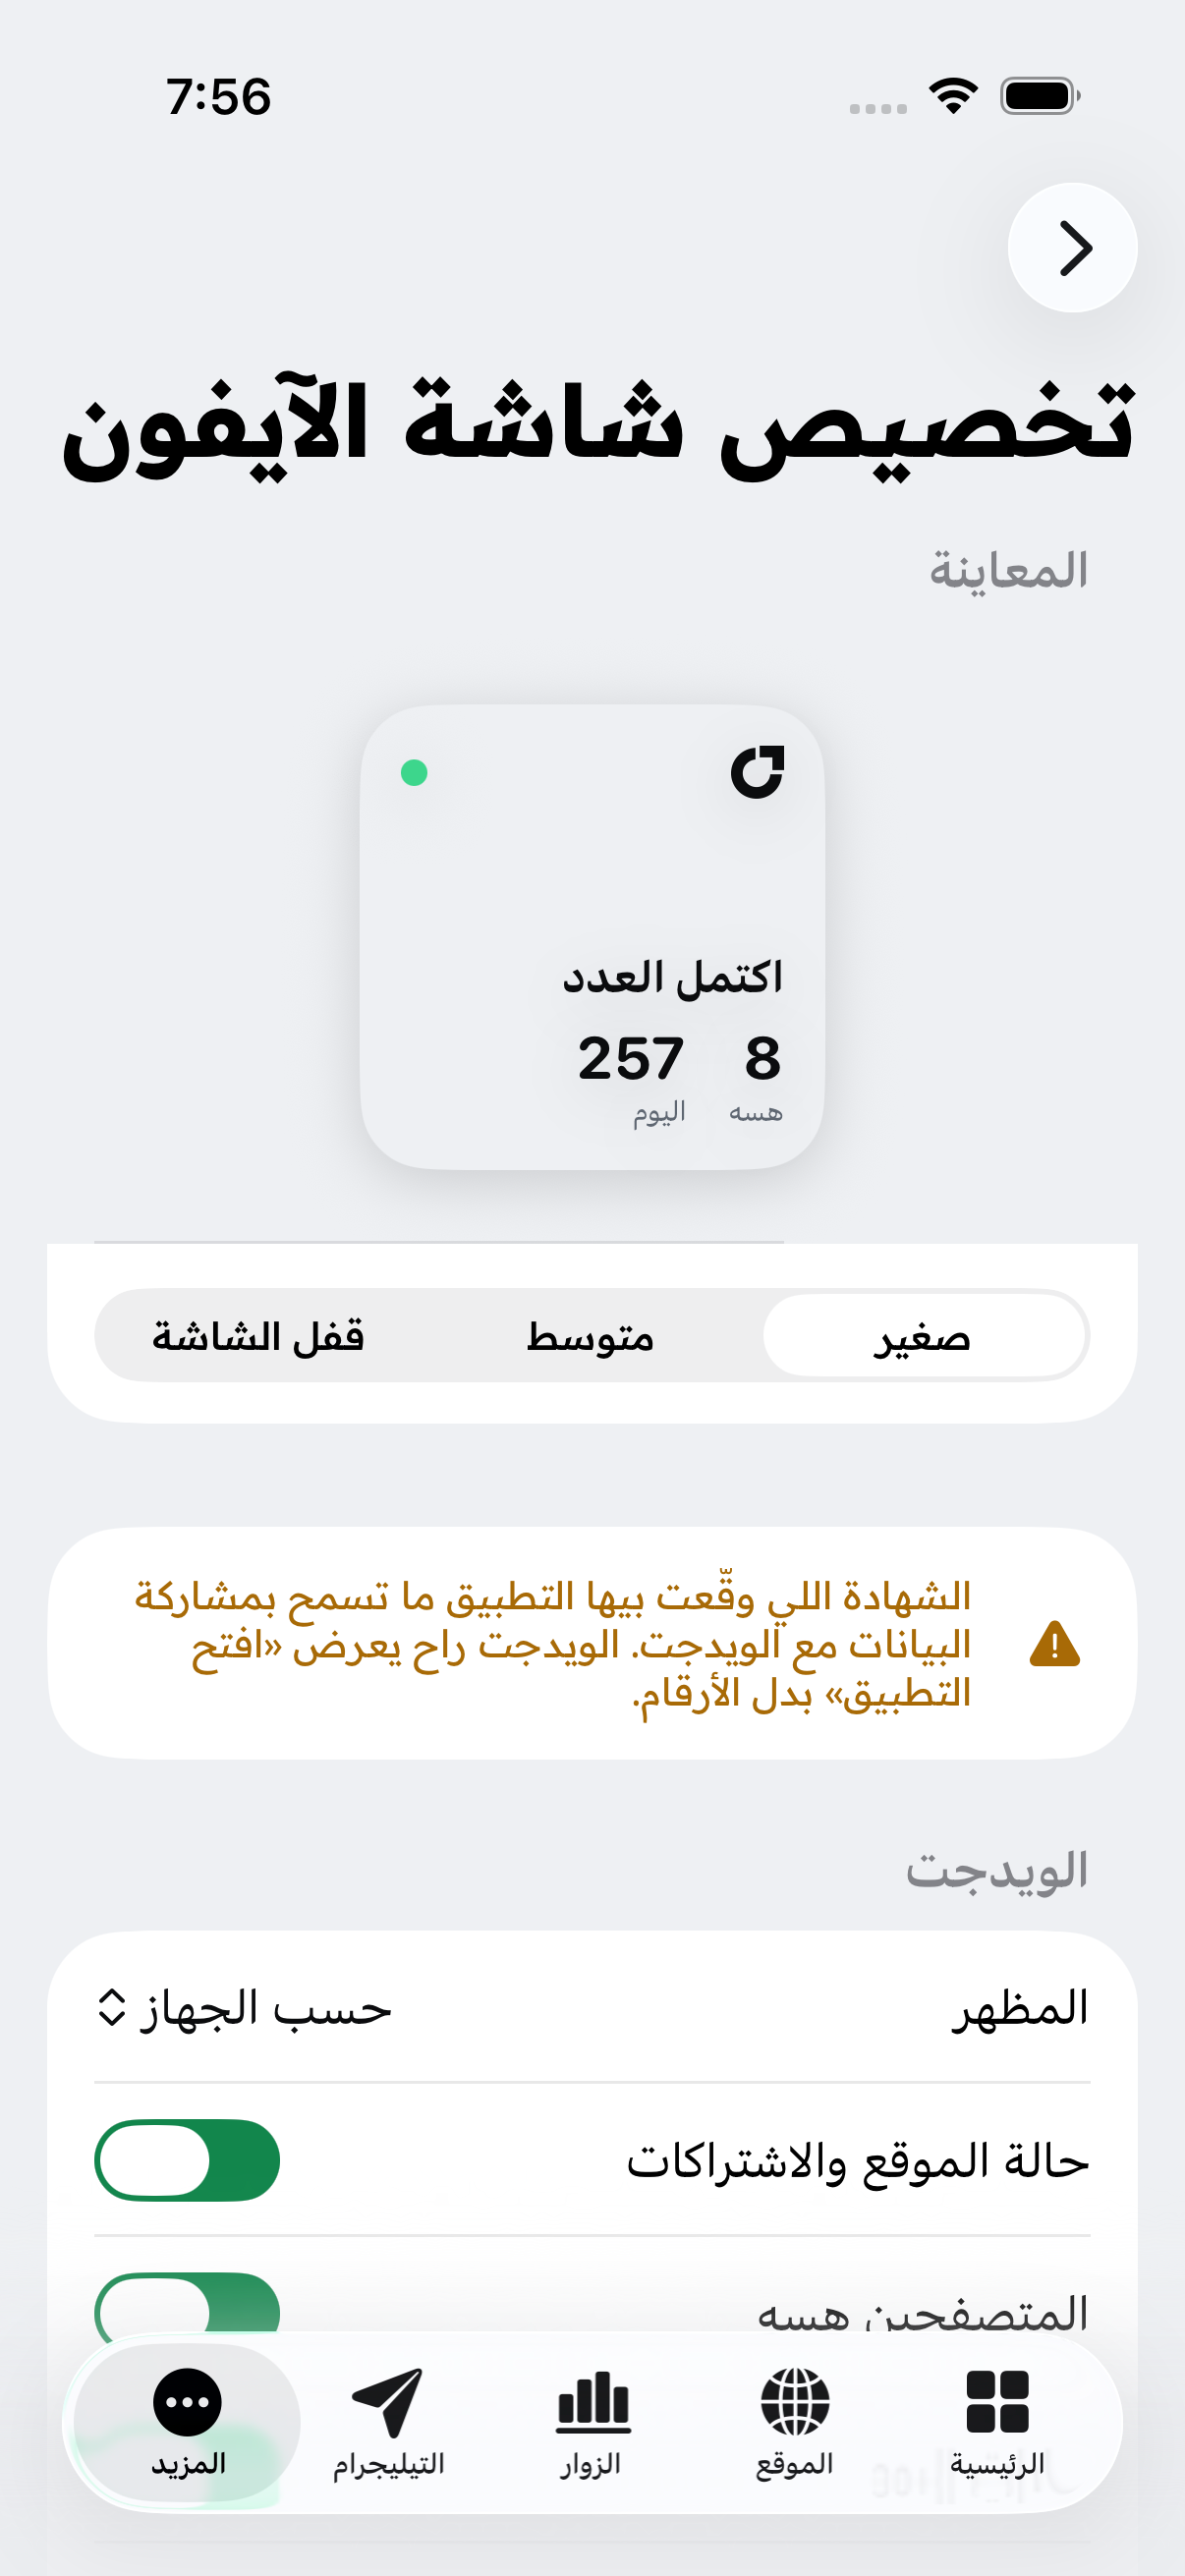 7:56
تخصيص شاشة الآيفون
المعاينة
اكتمل العدد
8 257
هسه اليوم
صغير متوسط قفل الشاشة
الشهادة اللي وقّعت بيها التطبيق ما تسمح بمشاركة
البيانات مع الويدجت. الويدجت راح يعرض «افتح
التطبيق» بدل الأرقام.
الويدجت
المظهر حسب الجهاز
حالة الموقع والاشتراكات
المتصفحين هسه
الرئيسية الموقع الزوار التيليجرام المزيد